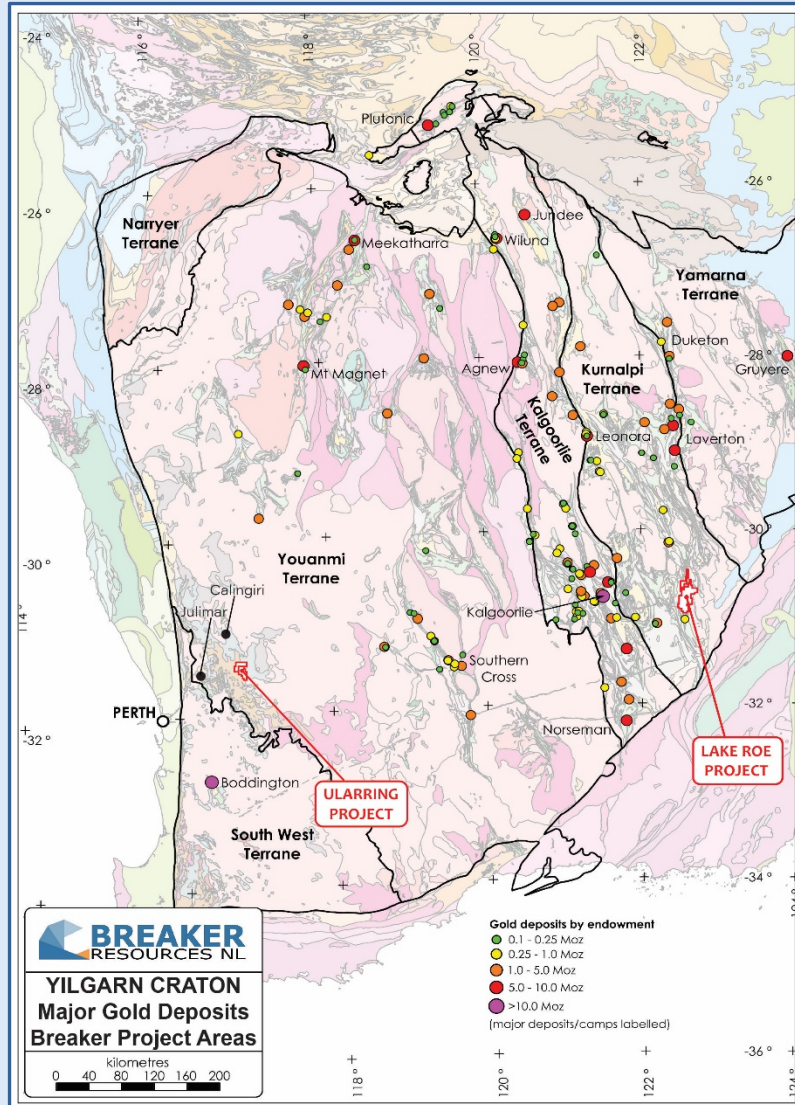 -24°
116°
118°
120°
122°
-24°
Plutonic
-26°
-26°
Narryer
Terrane
Jundee
Meekatharra
Wiluna
Yamarna
Terrane
Duketon
-28°
Gruyere
Kurnalpi
Terrane
Mt Magnet
Agnew
-28°
Kalgoorlie
Terrane
Leonora
Laverton
-30°
Youanmi
Terrane
-30°
Calingiri
Julimar
114°
Kalgoorlie
Southern
Cross
PERTH
-32°
-32°
Norseman
LAKE ROE
PROJECT
ULARRING
PROJECT
Boddington
South West
Terrane
-34°
BREAKER
RESOURCES NL
YILGARN CRATON
Major Gold Deposits
Breaker Project Areas
kilometres
0 40 80 120 160 200
Gold deposits by endowment
0.1 - 0.25 Moz
0.25 - 1.0 Moz
1.0 - 5.0 Moz
5.0 - 10.0 Moz
>10.0 Moz
(major deposits/camps labelled)
-36°
118°
120°
122°